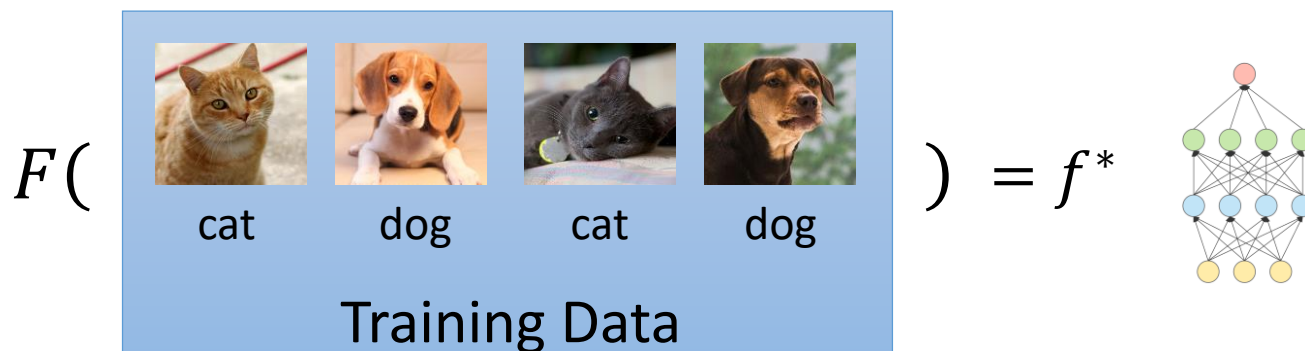 F( ) = f*
cat dog cat dog
Training Data